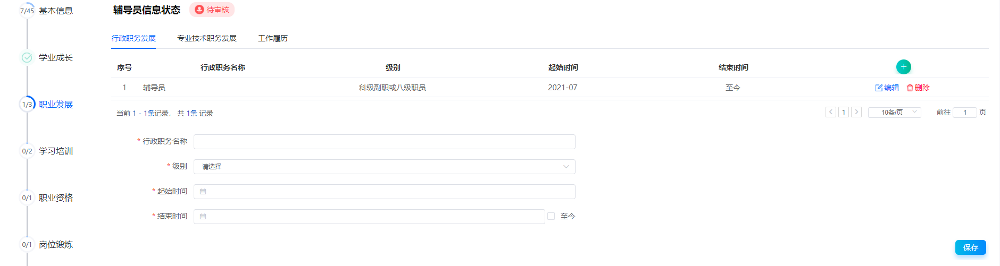 7/45 基本信息
学业成长
1/3 职业发展
0/2 学习培训
0/1 职业资格
0/1 岗位锻炼
辅导员信息状态 待审核
行政职务发展 专业技术职务发展 工作履历
序号 行政职务名称 级别 起始时间 结束时间
1 辅导员 科级副职或八级职员 2021-07 至今 编辑 删除
当前 1 - 1条记录， 共 1条 记录 1 10条/页 前往 1 页
* 行政职务名称
* 级别 请选择
* 起始时间
* 结束时间 至今
保存